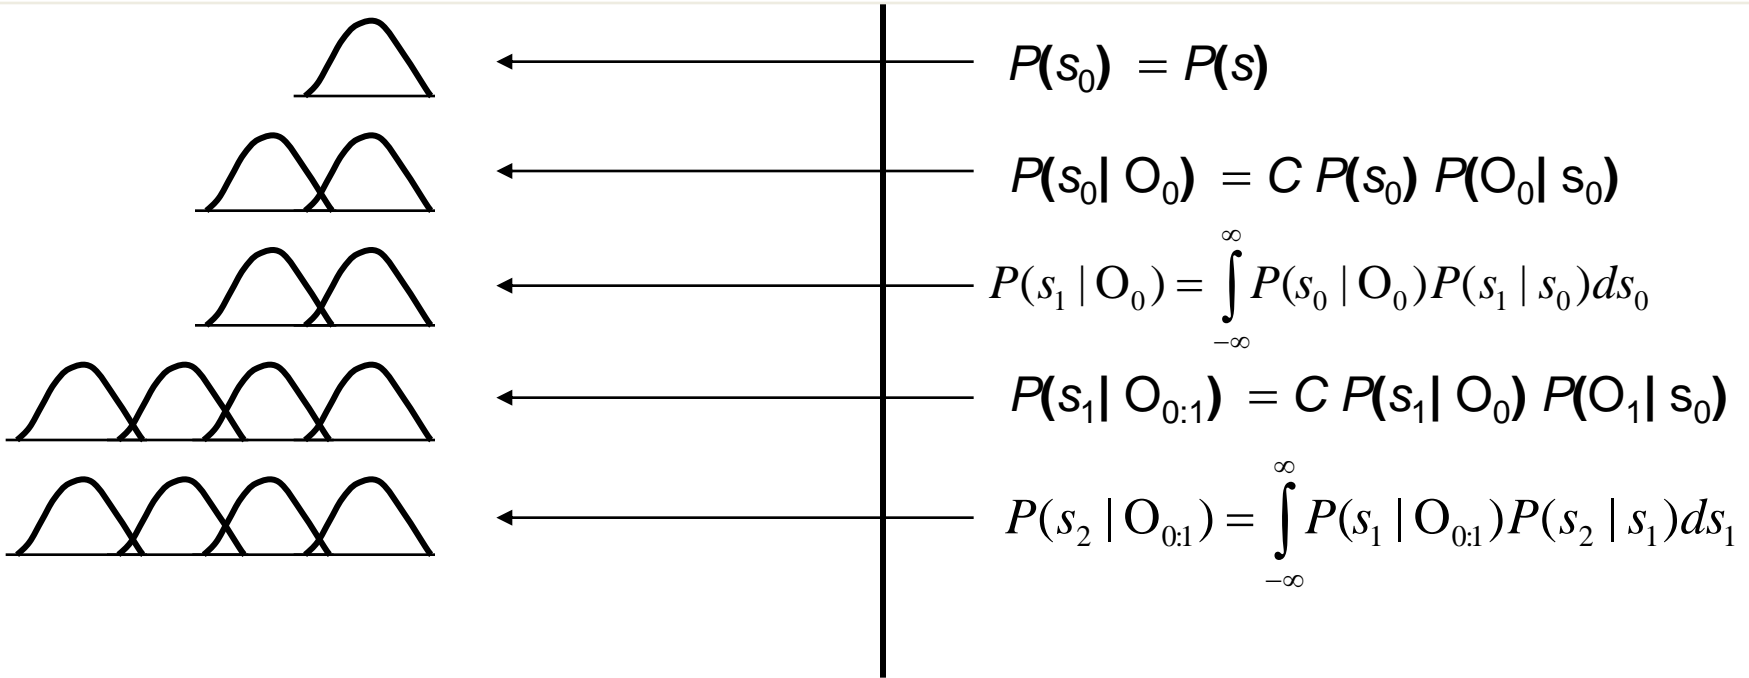 P(s₀) = P(s)
P(s₀| O₀) = C P(s₀) P(O₀| s₀)
P(s₁ | O₀) = ∫_{-∞}^{∞} P(s₀ | O₀)P(s₁ | s₀)ds₀
P(s₁| O₀:₁) = C P(s₁| O₀) P(O₁| s₀)
P(s₂ | O₀:₁) = ∫_{-∞}^{∞} P(s₁ | O₀:₁)P(s₂ | s₁)ds₁